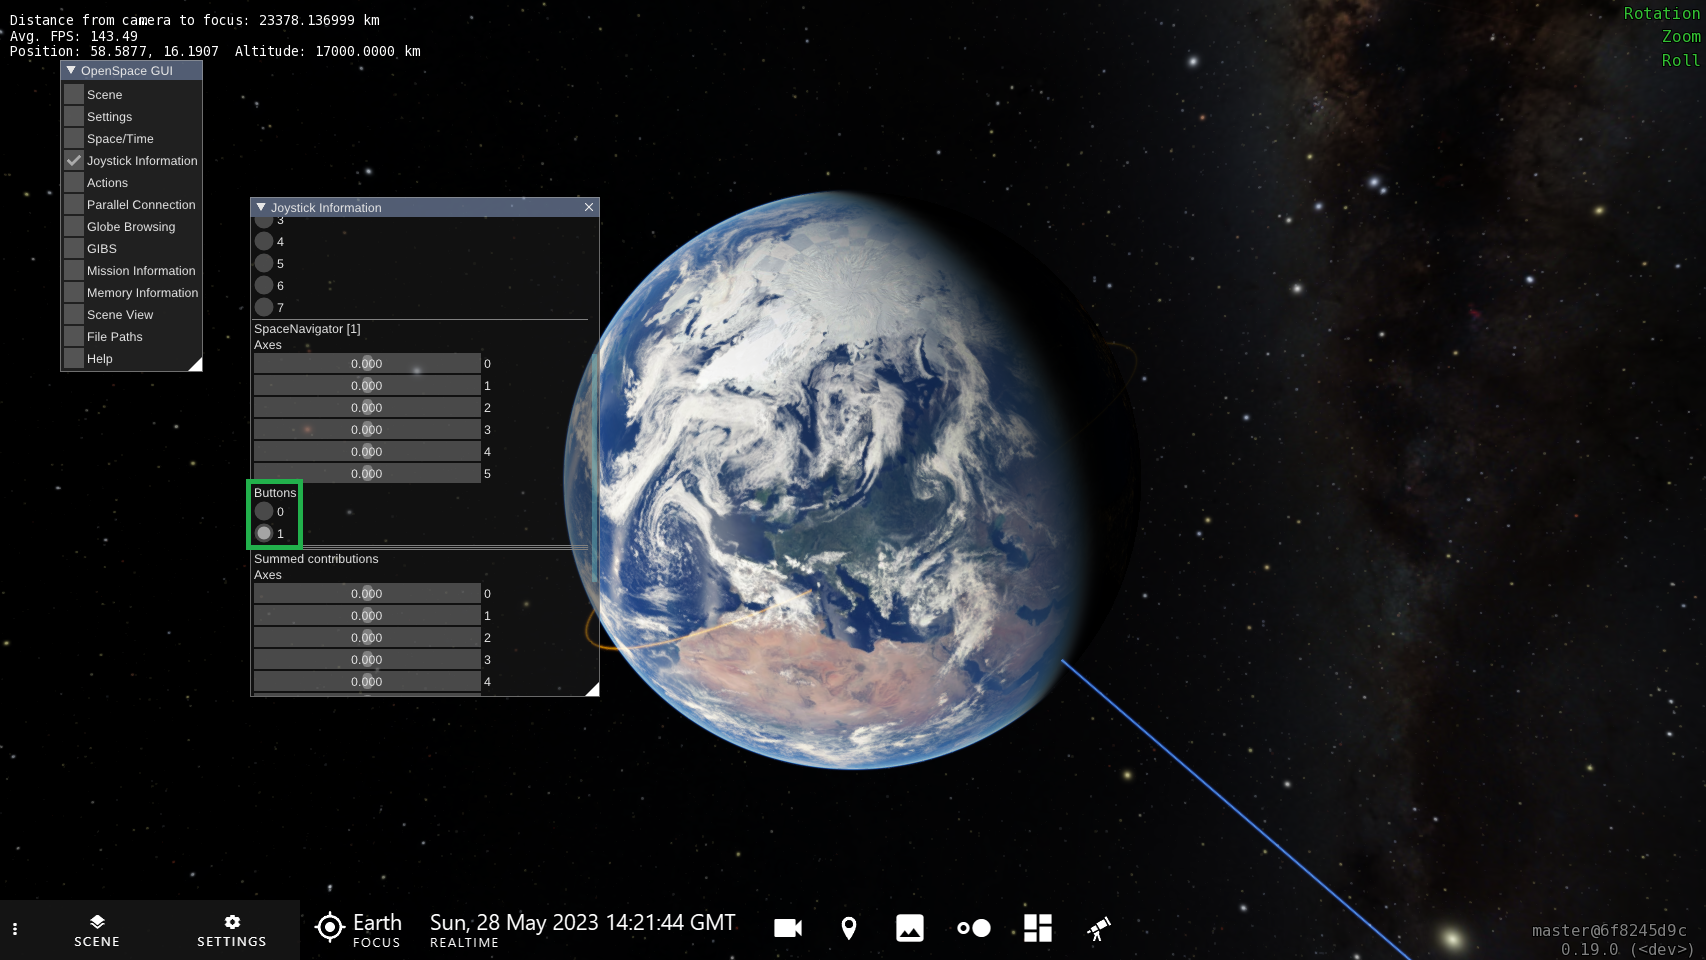 Distance from camera to focus: 23378.136999 km
Avg. FPS: 143.49
Position: 58.5877, 16.1907  Altitude: 17000.0000 km
Rotation
Zoom
Roll
OpenSpace GUI
Scene
Settings
Space/Time
Joystick Information
Actions
Parallel Connection
Globe Browsing
GIBS
Mission Information
Memory Information
Scene View
File Paths
Help
Joystick Information
3
4
5
6
7
SpaceNavigator [1]
Axes
0.000 0
0.000 1
0.000 2
0.000 3
0.000 4
0.000 5
Buttons
0
1
Summed contributions
Axes
0.000 0
0.000 1
0.000 2
0.000 3
0.000 4
SCENE
SETTINGS
Earth
FOCUS
Sun, 28 May 2023 14:21:44 GMT
REALTIME
master@6f8245d9c
0.19.0 (<dev>)